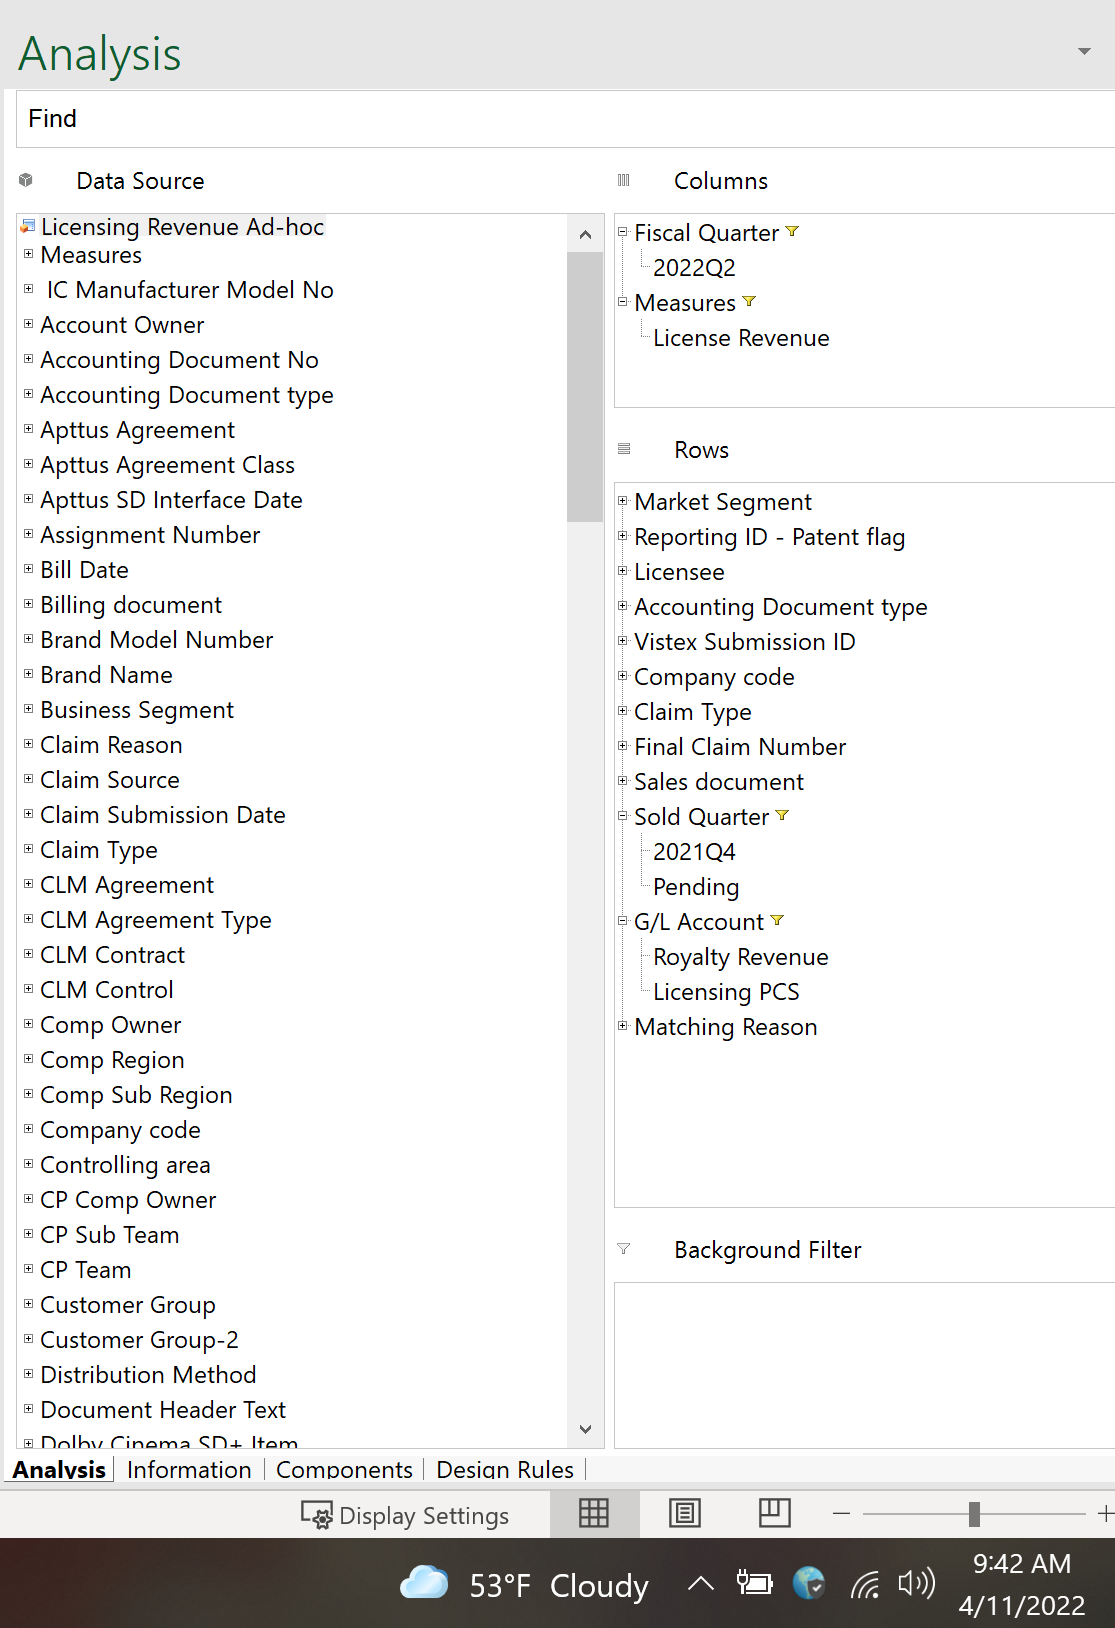 Analysis
Find
Data Source
Licensing Revenue Ad-hoc
Measures
IC Manufacturer Model No
Account Owner
Accounting Document No
Accounting Document type
Apttus Agreement
Apttus Agreement Class
Apttus SD Interface Date
Assignment Number
Bill Date
Billing document
Brand Model Number
Brand Name
Business Segment
Claim Reason
Claim Source
Claim Submission Date
Claim Type
CLM Agreement
CLM Agreement Type
CLM Contract
CLM Control
Comp Owner
Comp Region
Comp Sub Region
Company code
Controlling area
CP Comp Owner
CP Sub Team
CP Team
Customer Group
Customer Group-2
Distribution Method
Document Header Text
Dolby Cinema SD+ Item
Columns
Fiscal Quarter
2022Q2
Measures
License Revenue
Rows
Market Segment
Reporting ID - Patent flag
Licensee
Accounting Document type
Vistex Submission ID
Company code
Claim Type
Final Claim Number
Sales document
Sold Quarter
2021Q4
Pending
G/L Account
Royalty Revenue
Licensing PCS
Matching Reason
Background Filter
Analysis Information Components Design Rules
Display Settings
53°F Cloudy
9:42 AM
4/11/2022